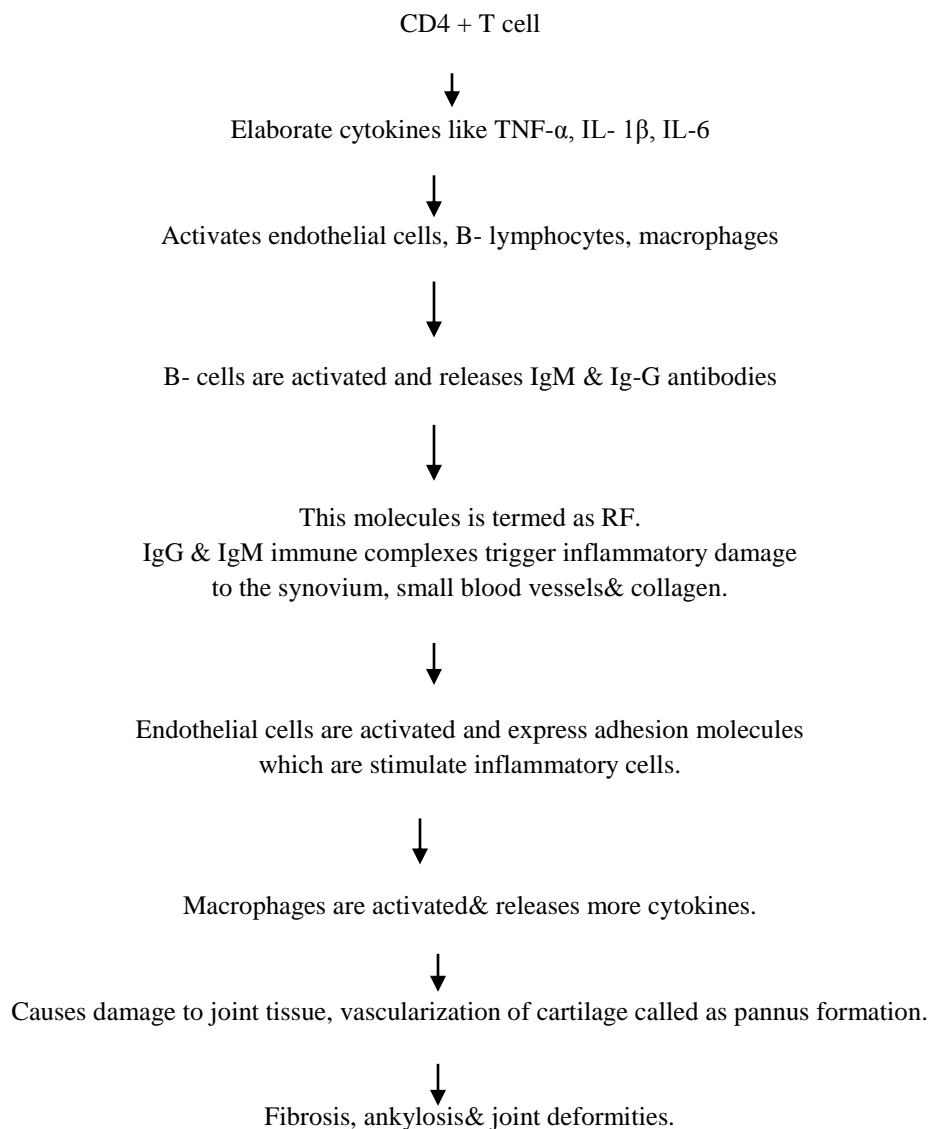 CD4 + T cell
Elaborate cytokines like TNF-α, IL- 1β, IL-6
Activates endothelial cells, B- lymphocytes, macrophages
B- cells are activated and releases IgM & Ig-G antibodies
This molecules is termed as RF.
IgG & IgM immune complexes trigger inflammatory damage
to the synovium, small blood vessels& collagen.
Endothelial cells are activated and express adhesion molecules
which are stimulate inflammatory cells.
Macrophages are activated& releases more cytokines.
Causes damage to joint tissue, vascularization of cartilage called as pannus formation.
Fibrosis, ankylosis& joint deformities.